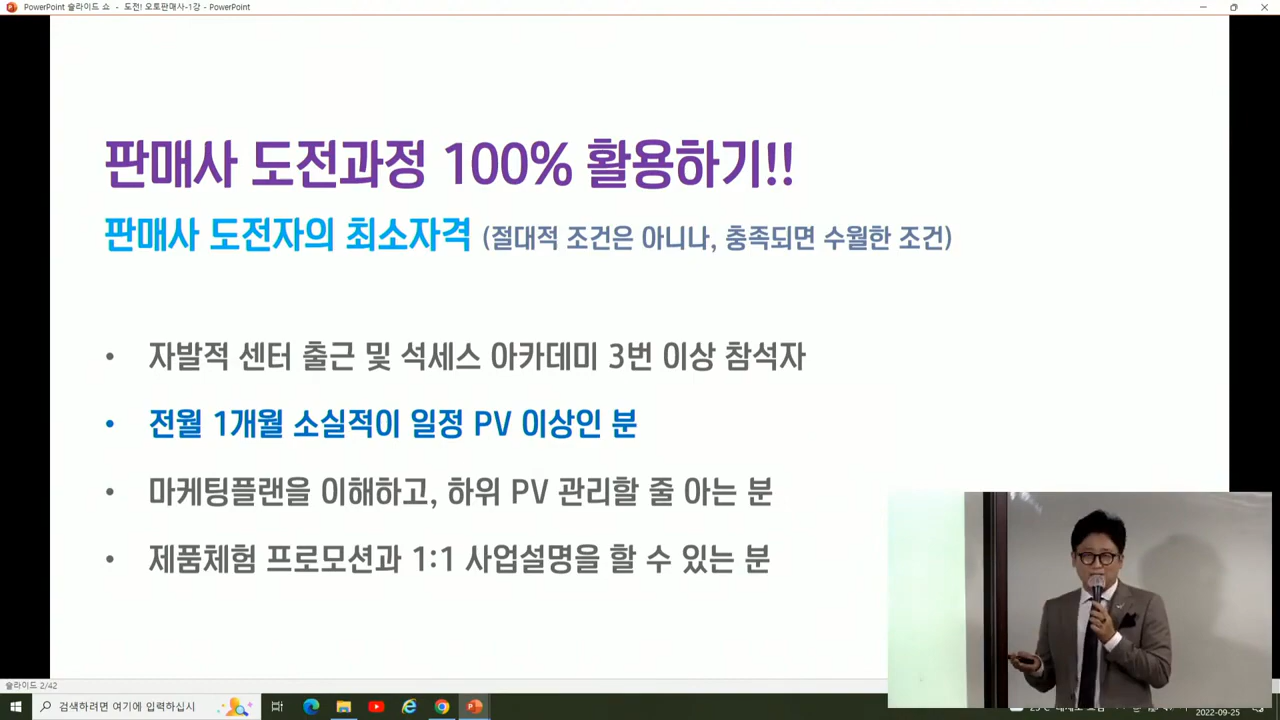 PowerPoint 슬라이드 쇼 - 도전! 오토판매사-1강 - PowerPoint
판매사 도전과정 100% 활용하기!!
판매사 도전자의 최소자격 (절대적 조건은 아니나, 충족되면 수월한 조건)
• 자발적 센터 출근 및 석세스 아카데미 3번 이상 참석자
• 전월 1개월 소실적이 일정 PV 이상인 분
• 마케팅플랜을 이해하고, 하위 PV 관리할 줄 아는 분
• 제품체험 프로모션과 1:1 사업설명을 할 수 있는 분
슬라이드 2/42
검색하려면 여기에 입력하십시
2022-09-25